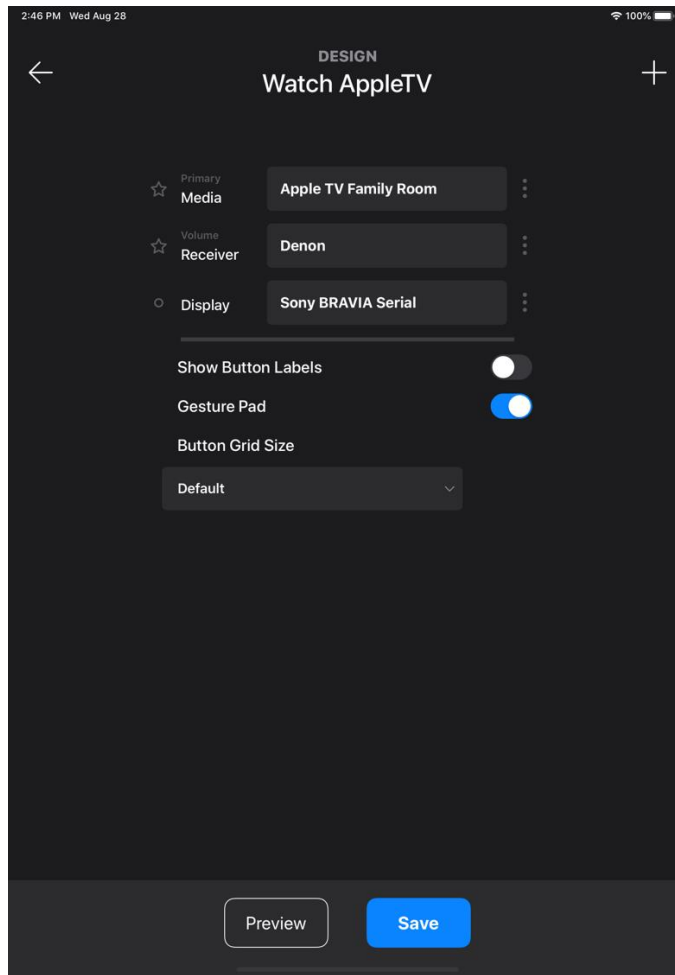 2:46 PM Wed Aug 28
100%
DESIGN
Watch AppleTV
Primary
Media
Apple TV Family Room
Volume
Receiver
Denon
Display
Sony BRAVIA Serial
Show Button Labels
Gesture Pad
Button Grid Size
Default
Preview
Save